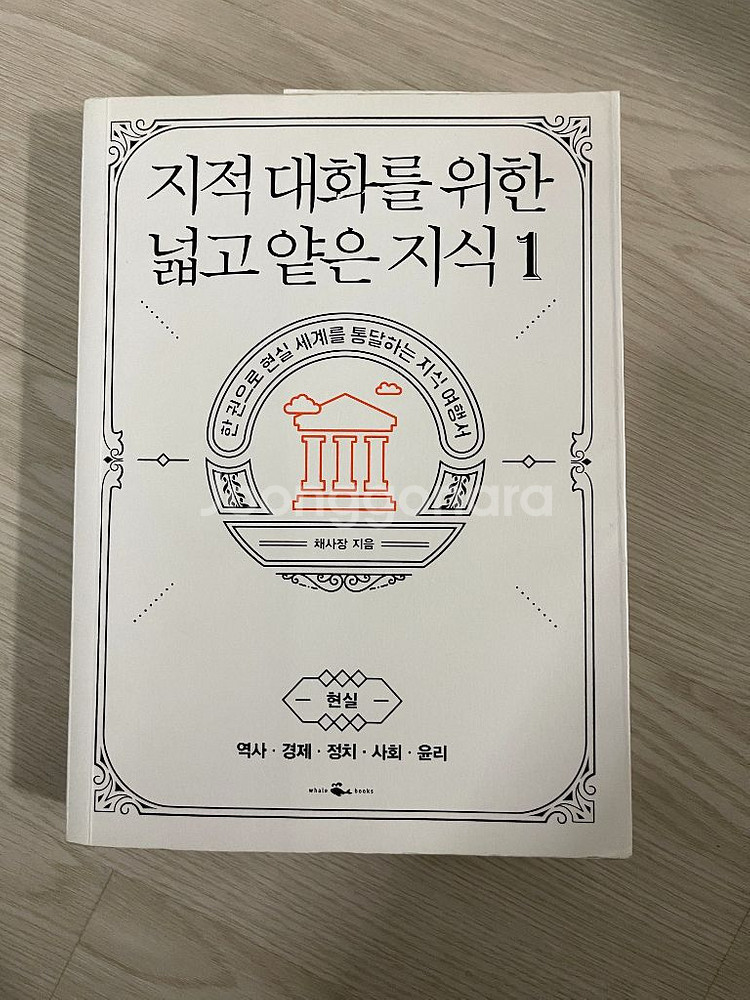 지적 대화를 위한
넓고 얕은 지식 1
한 권으로 현실 세계를 통달하는 지식 여행서
joonggonara
채사장 지음
현실
역사 · 경제 · 정치 · 사회 · 윤리
whale books